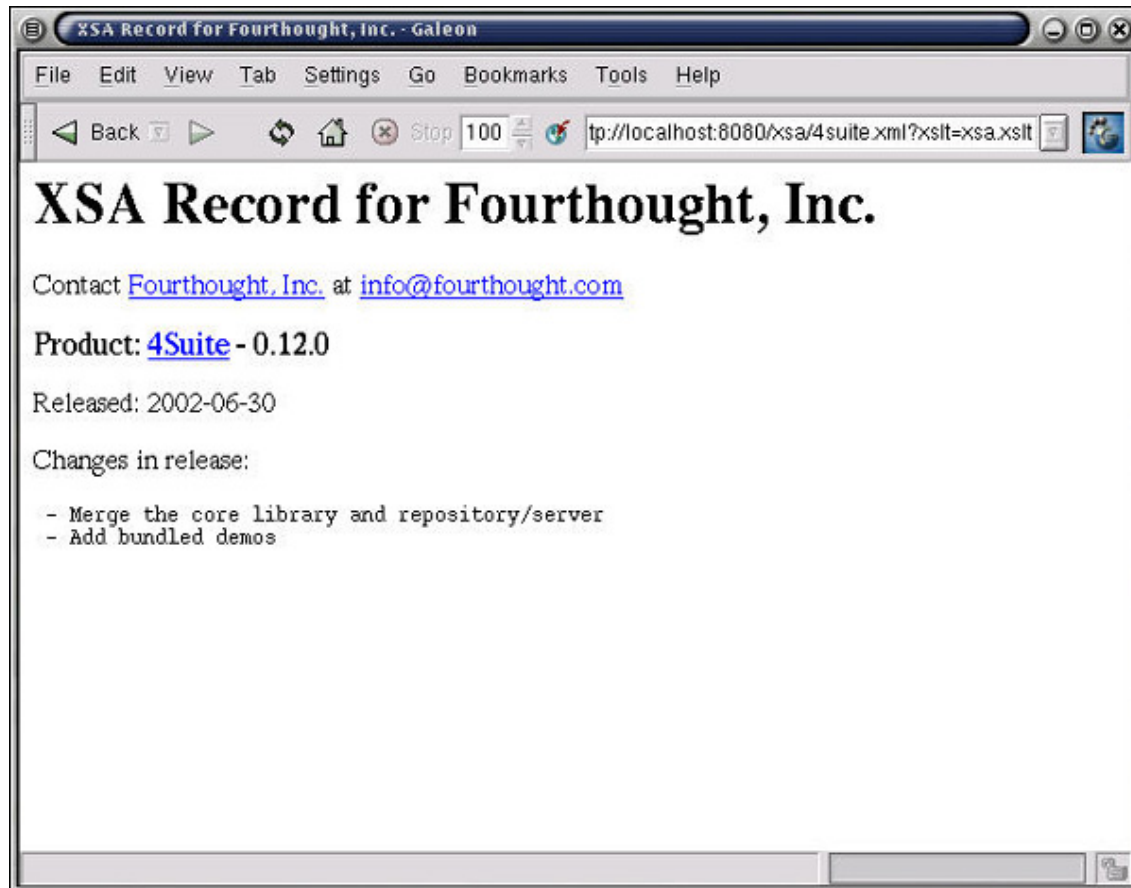 XSA Record for Fourthought, Inc. - Galeon
File Edit View Tab Settings Go Bookmarks Tools Help
Back Stop 100 tp://localhost:8080/xsa/4suite.xml?xslt=xsa.xslt
XSA Record for Fourthought, Inc.
Contact Fourthought, Inc. at info@fourthought.com
Product: 4Suite - 0.12.0
Released: 2002-06-30
Changes in release:
- Merge the core library and repository/server
- Add bundled demos